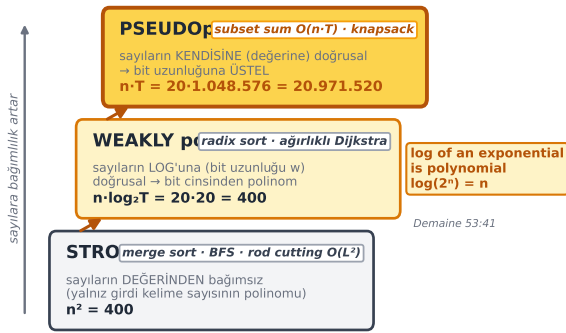 PSEUDOp
subset sum O(n·T) · knapsack
sayıların KENDİSİNE (değerine) doğrusal
→ bit uzunluğuna ÜSTEL
n·T = 20·1.048.576 = 20.971.520
WEAKLY po
radix sort · ağırlıklı Dijkstra
sayıların LOG'una (bit uzunluğu w)
doğrusal → bit cinsinden polinom
n·log₂T = 20·20 = 400
STRO
merge sort · BFS · rod cutting O(L²)
sayıların DEĞERİNDEN bağımsız
(yalnız girdi kelime sayısının polinomu)
n² = 400
log of an exponential
is polynomial
log(2ⁿ) = n
Demaine 53:41
sayılara bağımlılık artar